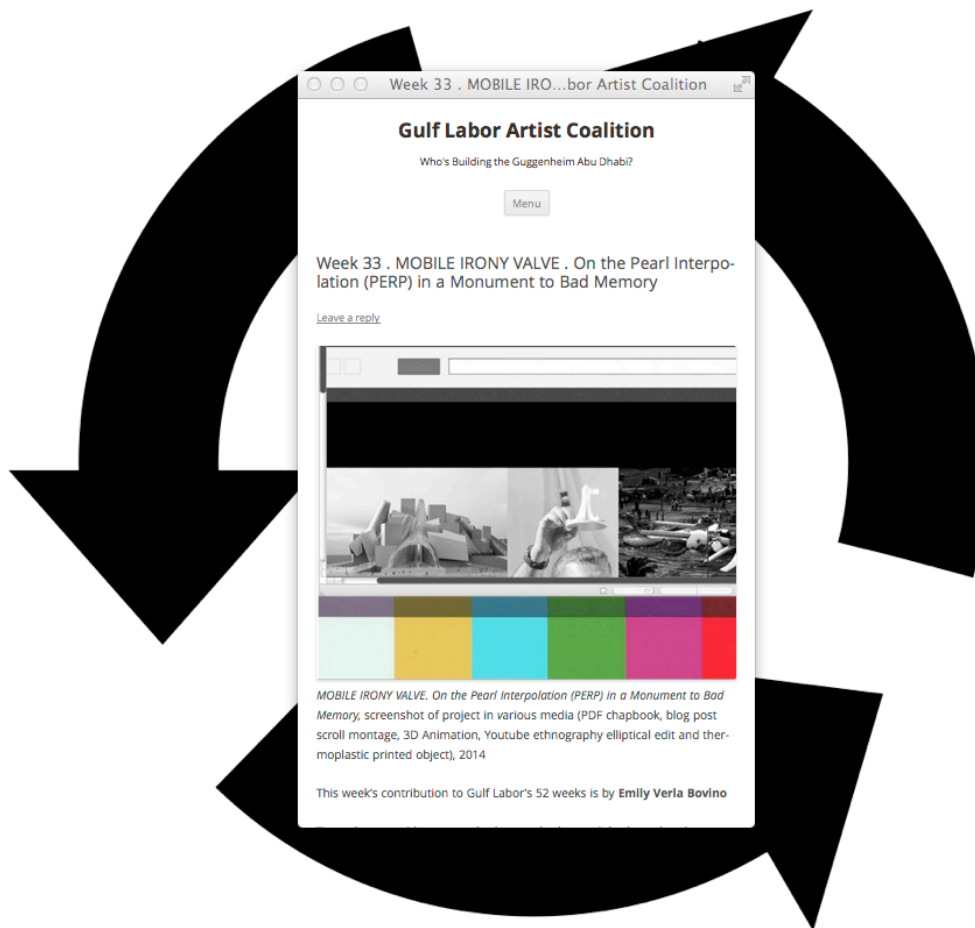 Week 33 . MOBILE IRO...bor Artist Coalition
Gulf Labor Artist Coalition
Who's Building the Guggenheim Abu Dhabi?
Menu
Week 33 . MOBILE IRONY VALVE . On the Pearl Interpo-
lation (PERP) in a Monument to Bad Memory
Leave a reply
MOBILE IRONY VALVE. On the Pearl Interpolation (PERP) in a Monument to Bad
Memory, screenshot of project in various media (PDF chapbook, blog post
scroll montage, 3D Animation, Youtube ethnography elliptical edit and ther-
moplastic printed object), 2014
This week's contribution to Gulf Labor's 52 weeks is by Emily Verla Bovino